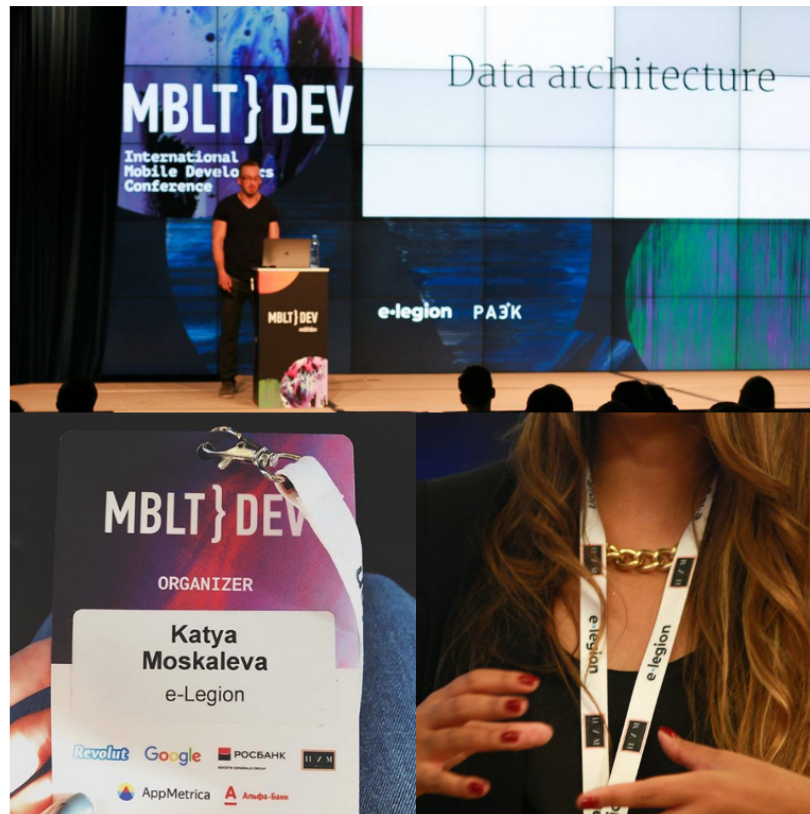 Data architecture
MBLT}DEV
International
Mobile Developers
Conference
MBLT}DEV
e•legion РАЭК
MBLT}DEV
ORGANIZER
Katya
Moskaleva
e-Legion
Revolut Google РОСБАНК
AppMetrica Альфа-Банк
e•legion
e•legion